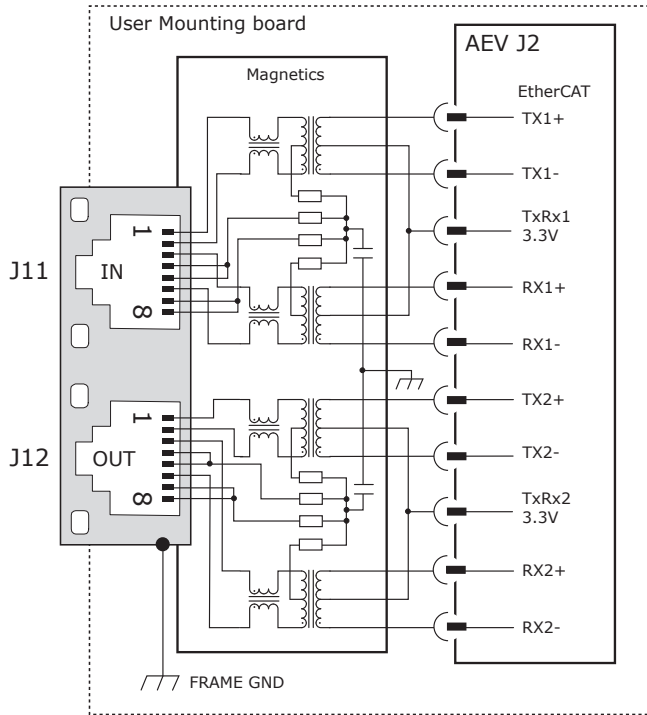 User Mounting board
AEV J2
Magnetics
EtherCAT
TX1+
TX1-
TxRx1
3.3V
RX1+
RX1-
TX2+
TX2-
TxRx2
3.3V
RX2+
RX2-
J11
IN
1
8
J12
OUT
1
8
FRAME GND